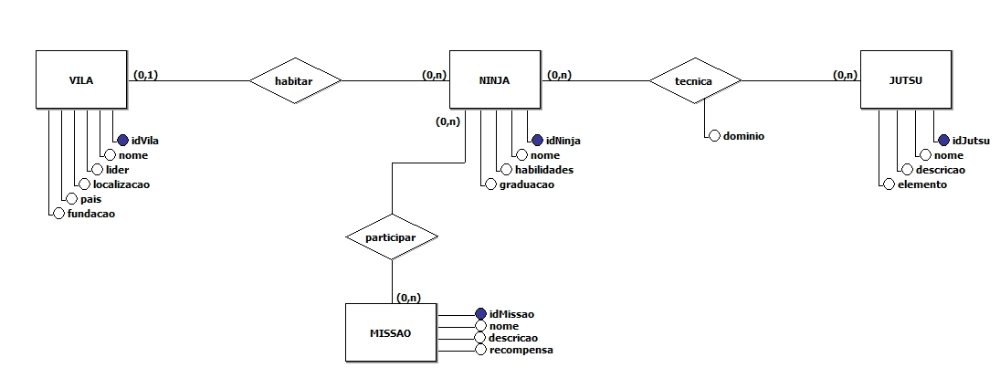 VILA
(0,1)
habitar
(0,n)
NINJA
(0,n)
tecnica
(0,n)
JUTSU
idVila
nome
lider
localizacao
pais
fundacao
(0,n)
idNinja
nome
habilidades
graduacao
dominio
idJutsu
nome
descricao
elemento
participar
(0,n)
MISSAO
idMissao
nome
descricao
recompensa